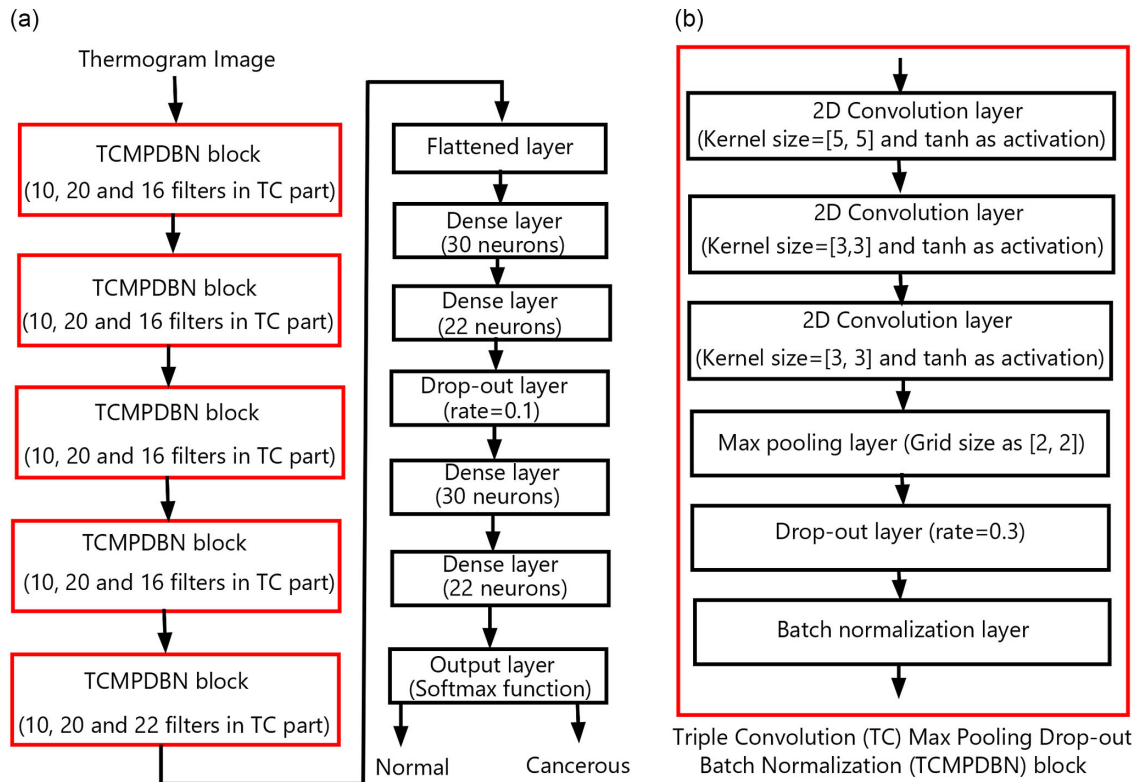 (a)
Thermogram Image
TCMPDBN block
(10, 20 and 16 filters in TC part)
TCMPDBN block
(10, 20 and 16 filters in TC part)
TCMPDBN block
(10, 20 and 16 filters in TC part)
TCMPDBN block
(10, 20 and 16 filters in TC part)
TCMPDBN block
(10, 20 and 22 filters in TC part)
Flattened layer
Dense layer
(30 neurons)
Dense layer
(22 neurons)
Drop-out layer
(rate=0.1)
Dense layer
(30 neurons)
Dense layer
(22 neurons)
Output layer
(Softmax function)
Normal
Cancerous
(b)
2D Convolution layer
(Kernel size=[5, 5] and tanh as activation)
2D Convolution layer
(Kernel size=[3,3] and tanh as activation)
2D Convolution layer
(Kernel size=[3, 3] and tanh as activation)
Max pooling layer (Grid size as [2, 2])
Drop-out layer (rate=0.3)
Batch normalization layer
Triple Convolution (TC) Max Pooling Drop-out
Batch Normalization (TCMPDBN) block